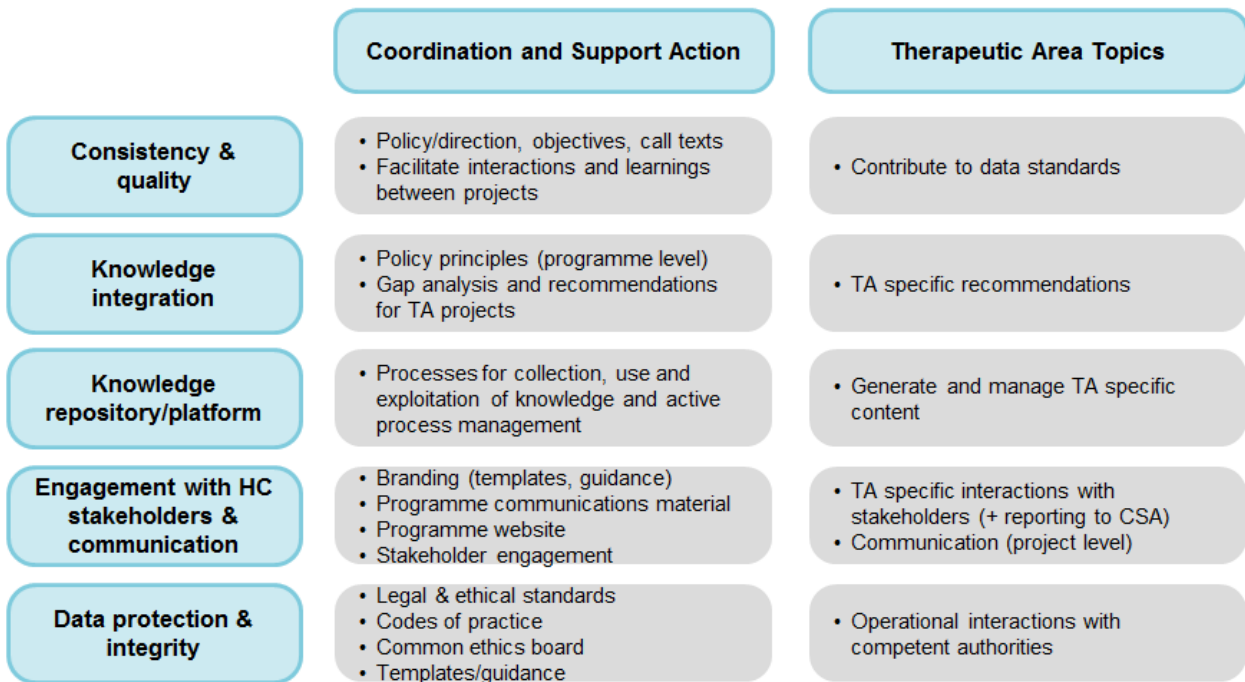 Coordination and Support Action
Therapeutic Area Topics
Consistency &
quality
• Policy/direction, objectives, call texts
• Facilitate interactions and learnings
between projects
• Contribute to data standards
Knowledge
integration
• Policy principles (programme level)
• Gap analysis and recommendations
for TA projects
• TA specific recommendations
Knowledge
repository/platform
• Processes for collection, use and
exploitation of knowledge and active
process management
• Generate and manage TA specific
content
Engagement with HC
stakeholders &
communication
• Branding (templates, guidance)
• Programme communications material
• Programme website
• Stakeholder engagement
• TA specific interactions with
stakeholders (+ reporting to CSA)
• Communication (project level)
Data protection &
integrity
• Legal & ethical standards
• Codes of practice
• Common ethics board
• Templates/guidance
• Operational interactions with
competent authorities